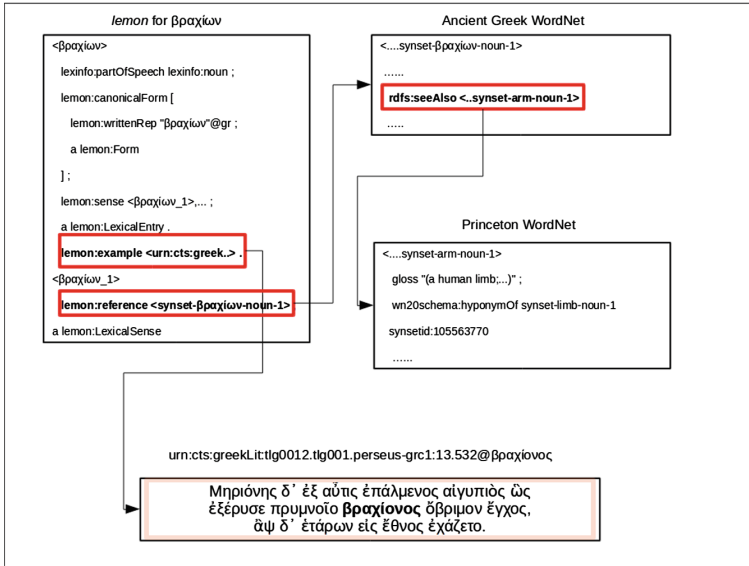 lemon for βραχίων
<βραχίων>
lexinfo:partOfSpeech lexinfo:noun ;
lemon:canonicalForm [
lemon:writtenRep "βραχίων"@gr ;
a lemon:Form
] ;
lemon:sense <βραχίων_1>,... ;
a lemon:LexicalEntry .
lemon:example <urn:cts:greek..> .
<βραχίων_1>
lemon:reference <synset-βραχίων-noun-1>
a lemon:LexicalSense
Ancient Greek WordNet
<....synset-βραχίων-noun-1>
......
rdfs:seeAlso <..synset-arm-noun-1>
.....
Princeton WordNet
<....synset-arm-noun-1>
gloss "(a human limb;...)" ;
wn20schema:hyponymOf synset-limb-noun-1
synsetid:105563770
......
urn:cts:greekLit:tlg0012.tlg001.perseus-grc1:13.532@βραχίονος
Μηριόνης δ᾽ ἐξ αὖτις ἐπάλμενος αἰγυπιὸς ὣς
ἐξέρυσε πρυμνοῖο βραχίονος ὄβριμον ἔγχος,
ἂψ δ᾽ ἑτάρων εἰς ἔθνος ἐχάζετο.